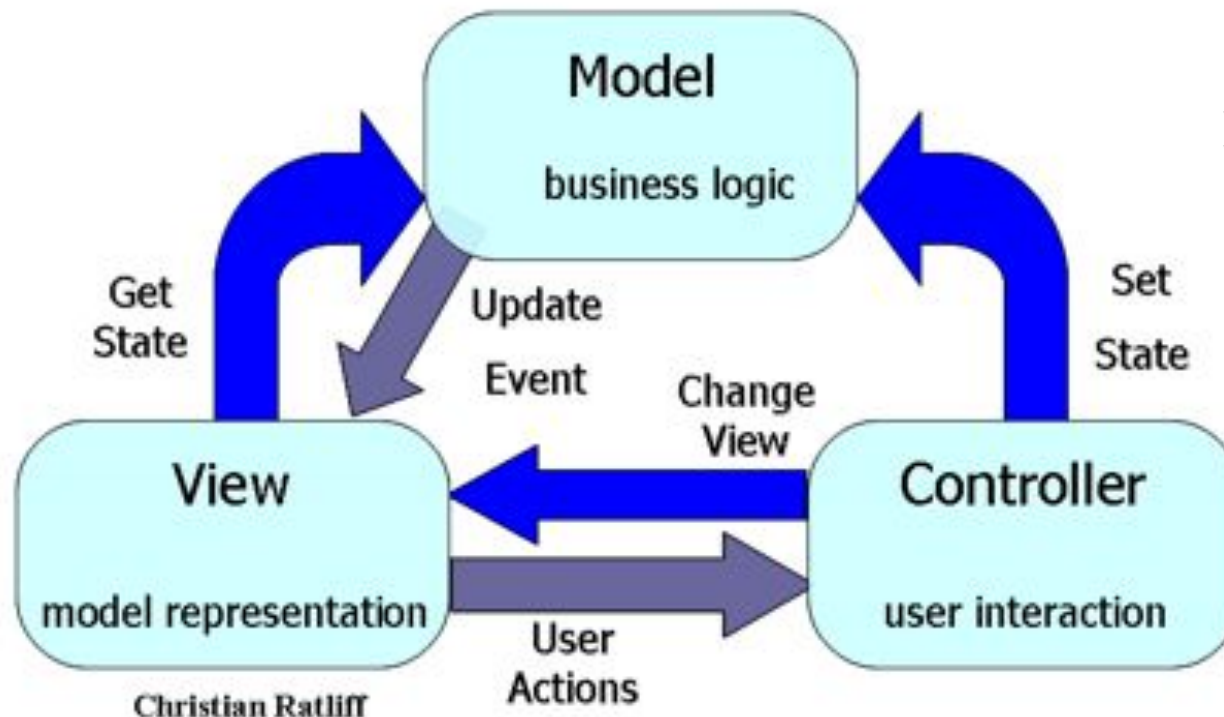 Model
business logic
Get
State
Update
Event
Set
State
Change
View
View
model representation
Controller
user interaction
User
Actions
Christian Ratliff